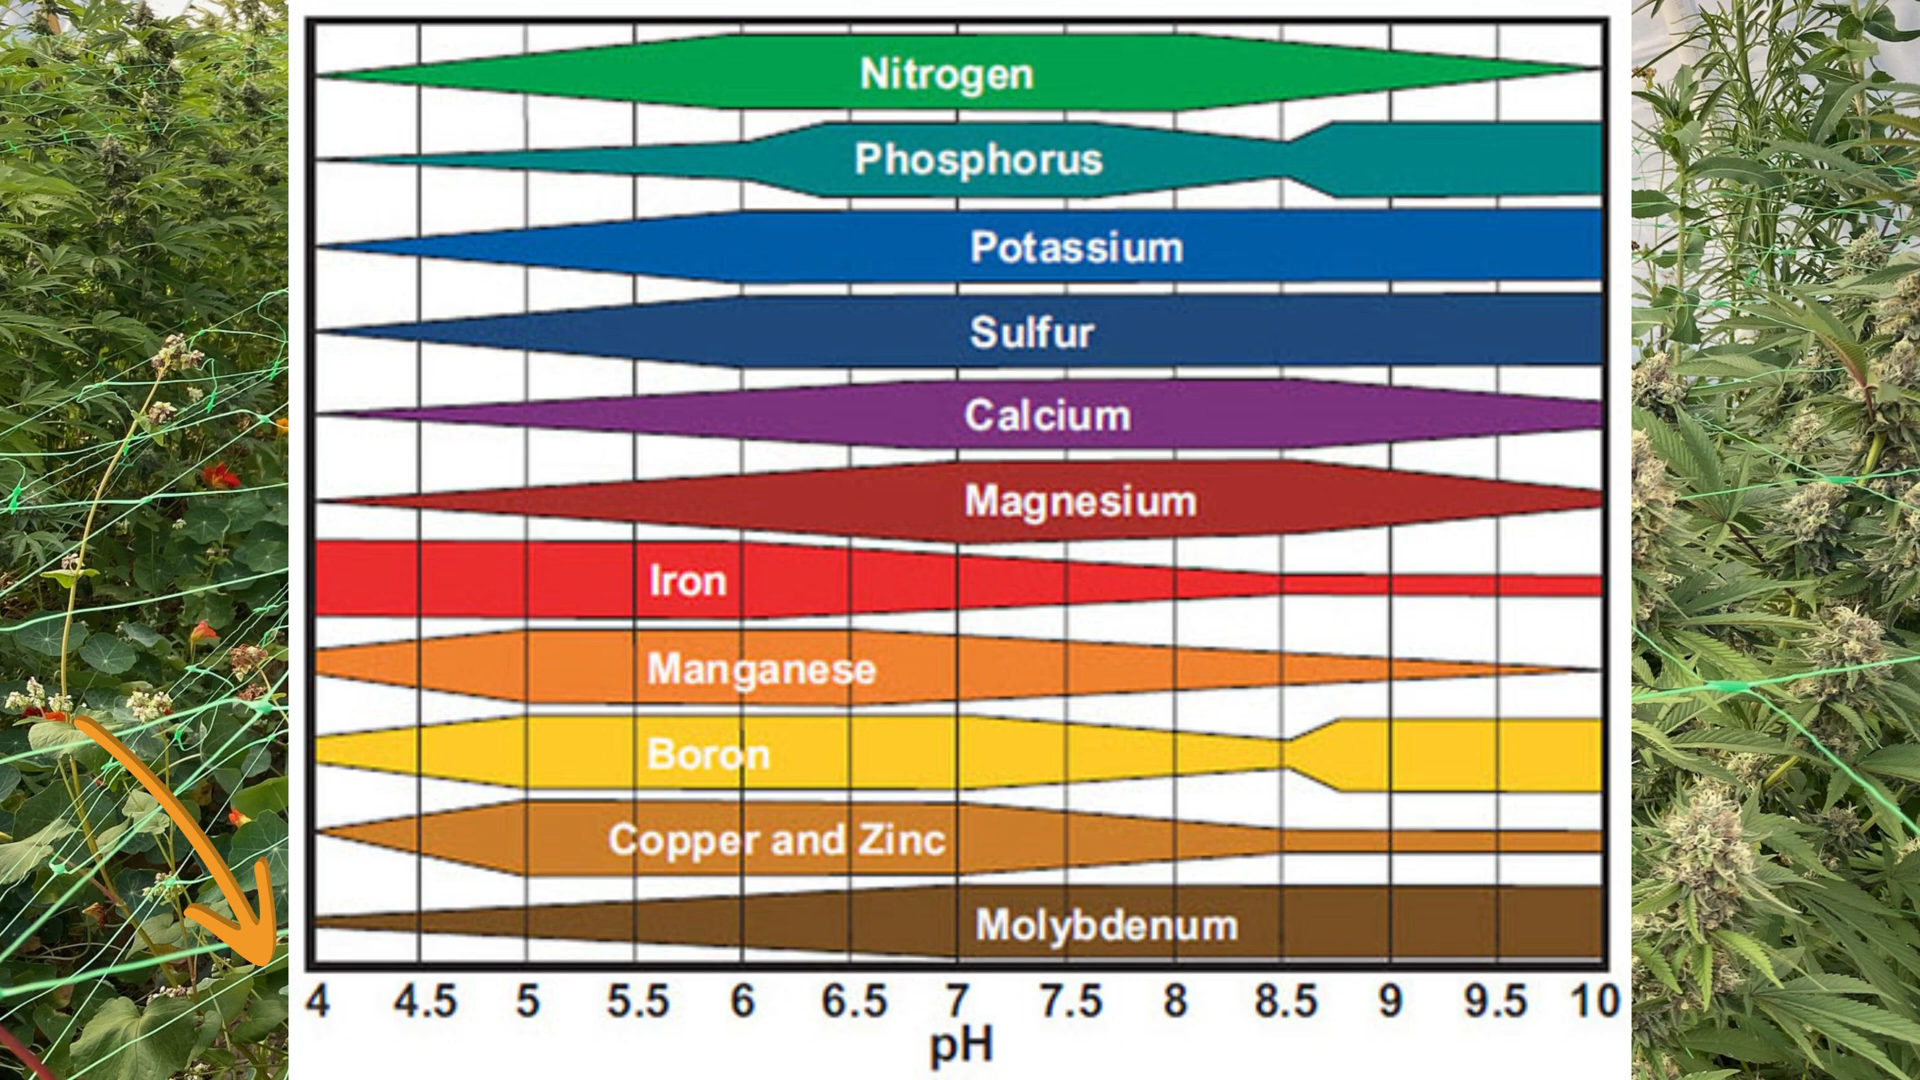 Nitrogen
Phosphorus
Potassium
Sulfur
Calcium
Magnesium
Iron
Manganese
Boron
Copper and Zinc
Molybdenum
4 4.5 5 5.5 6 6.5 7 7.5 8 8.5 9 9.5 10
pH